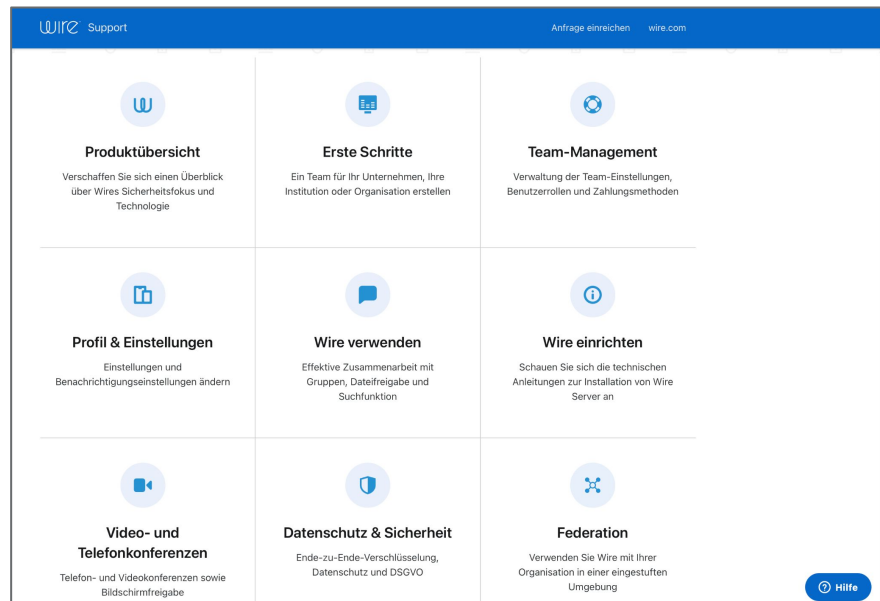 wire Support
Anfrage einreichen wire.com
Produktübersicht
Verschaffen Sie sich einen Überblick
über Wires Sicherheitsfokus und
Technologie
Erste Schritte
Ein Team für Ihr Unternehmen, Ihre
Institution oder Organisation erstellen
Team-Management
Verwaltung der Team-Einstellungen,
Benutzerrollen und Zahlungsmethoden
Profil & Einstellungen
Einstellungen und
Benachrichtigungseinstellungen ändern
Wire verwenden
Effektive Zusammenarbeit mit
Gruppen, Dateifreigabe und
Suchfunktion
Wire einrichten
Schauen Sie sich die technischen
Anleitungen zur Installation von Wire
Server an
Video- und
Telefonkonferenzen
Telefon- und Videokonferenzen sowie
Bildschirmfreigabe
Datenschutz & Sicherheit
Ende-zu-Ende-Verschlüsselung,
Datenschutz und DSGVO
Federation
Verwenden Sie Wire mit Ihrer
Organisation in einer eingestuften
Umgebung
Hilfe